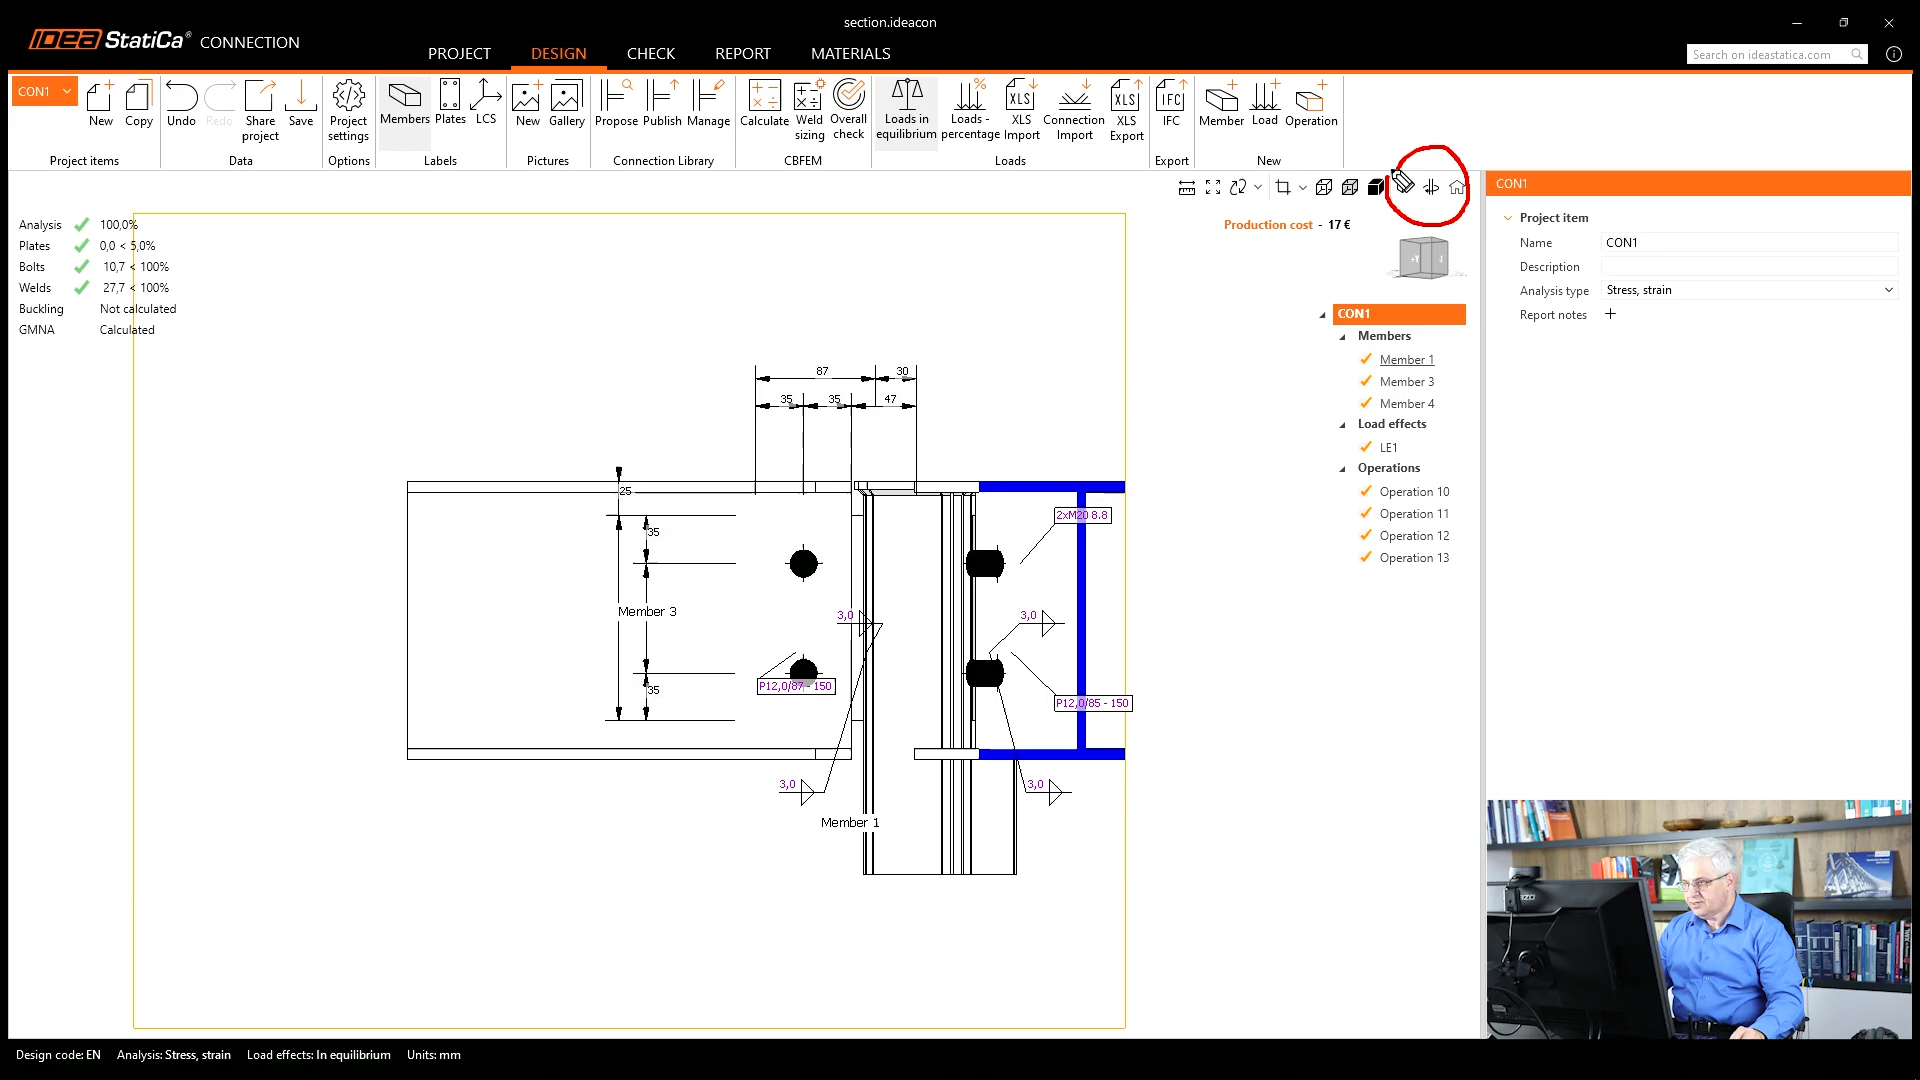 section.ideacon
IDEA StatiCa® CONNECTION
PROJECT DESIGN CHECK REPORT MATERIALS
Search on ideastatica.com
CON1
New Copy
Undo Redo Share project Save
Project settings
Members Plates LCS
New Gallery
Propose Publish Manage
Calculate Weld sizing Overall check
Loads in equilibrium Loads - percentage XLS Import Connection Import XLS Export
IFC
Member Load Operation
Project items Data Options Labels Pictures Connection Library CBFEM Loads Export New
Analysis 100,0%
Plates 0,0 < 5,0%
Bolts 10,7 < 100%
Welds 27,7 < 100%
Buckling Not calculated
GMNA Calculated
Production cost - 17 €
+Y
CON1
Members
Member 1
Member 3
Member 4
Load effects
LE1
Operations
Operation 10
Operation 11
Operation 12
Operation 13
CON1
Project item
Name CON1
Description
Analysis type Stress, strain
Report notes
87 30
35 35 47
25
35
2xM20 8.8
Member 3
3,0 3,0
35
P12,0/87 - 150
P12,0/85 - 150
3,0 3,0
Member 1
Design code: EN Analysis: Stress, strain Load effects: In equilibrium Units: mm